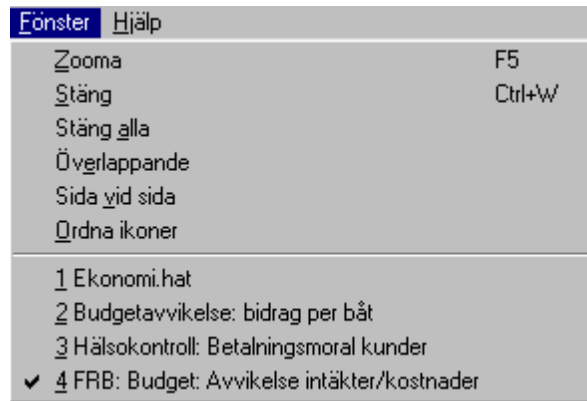 Fönster Hjälp
Zooma F5
Stäng Ctrl+W
Stäng alla
Överlappande
Sida vid sida
Ordna ikoner
1 Ekonomi.hat
2 Budgetavvikelse: bidrag per båt
3 Hälsokontroll: Betalningsmoral kunder
4 FRB: Budget: Avvikelse intäkter/kostnader